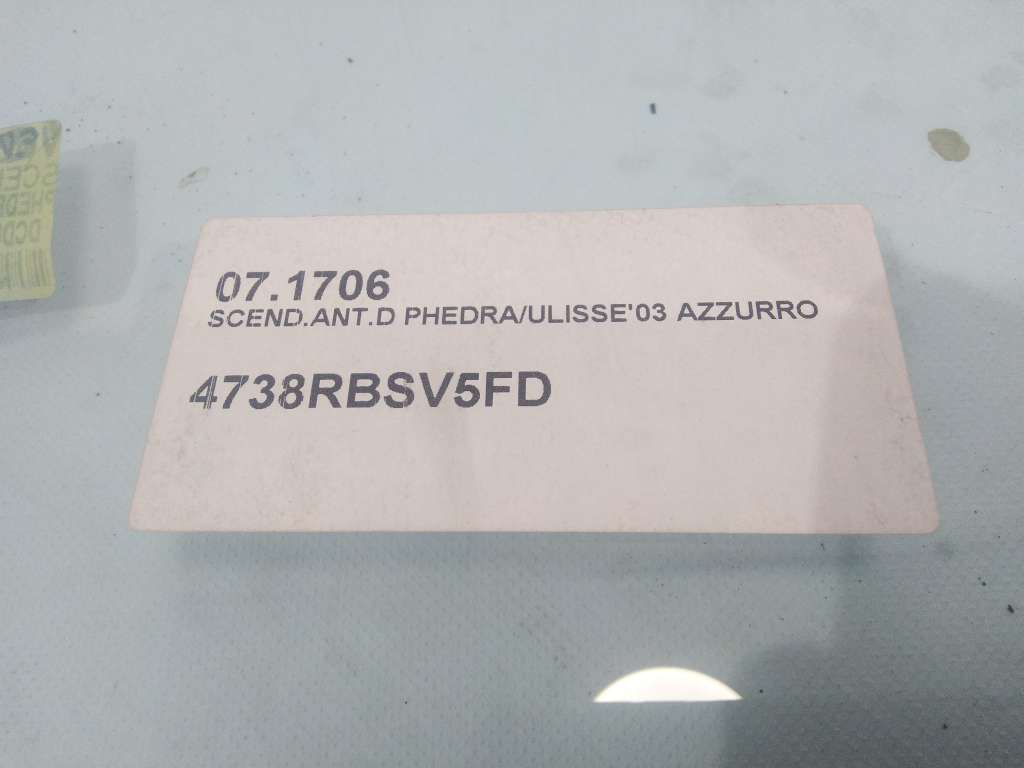 07.1706
SCEND.ANT.D PHEDRA/ULISSE'03 AZZURRO
4738RBSV5FD